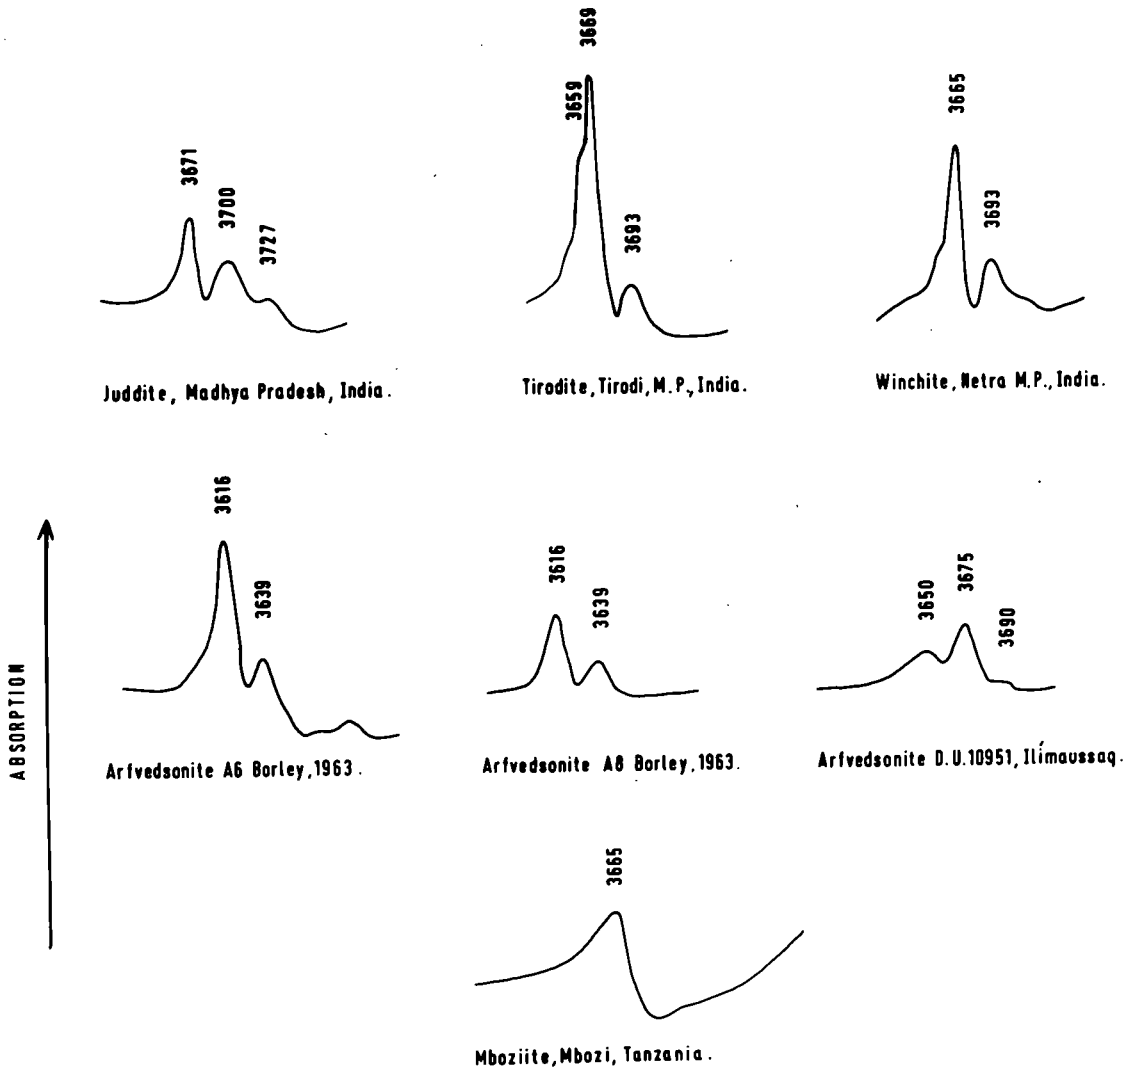 3671
3700
3727
Juddite, Madhya Pradesh, India.
3659
3669
3693
Tirodite, Tirodi, M.P., India.
3665
3693
Winchite, Netra M.P., India.
ABSORPTION
3616
3639
Arfvedsonite A6 Borley, 1963.
3616
3639
Arfvedsonite A8 Borley, 1963.
3650
3675
3690
Arfvedsonite D.U.10951, Ilímaussaq.
3665
Mboziite, Mbozi, Tanzania.